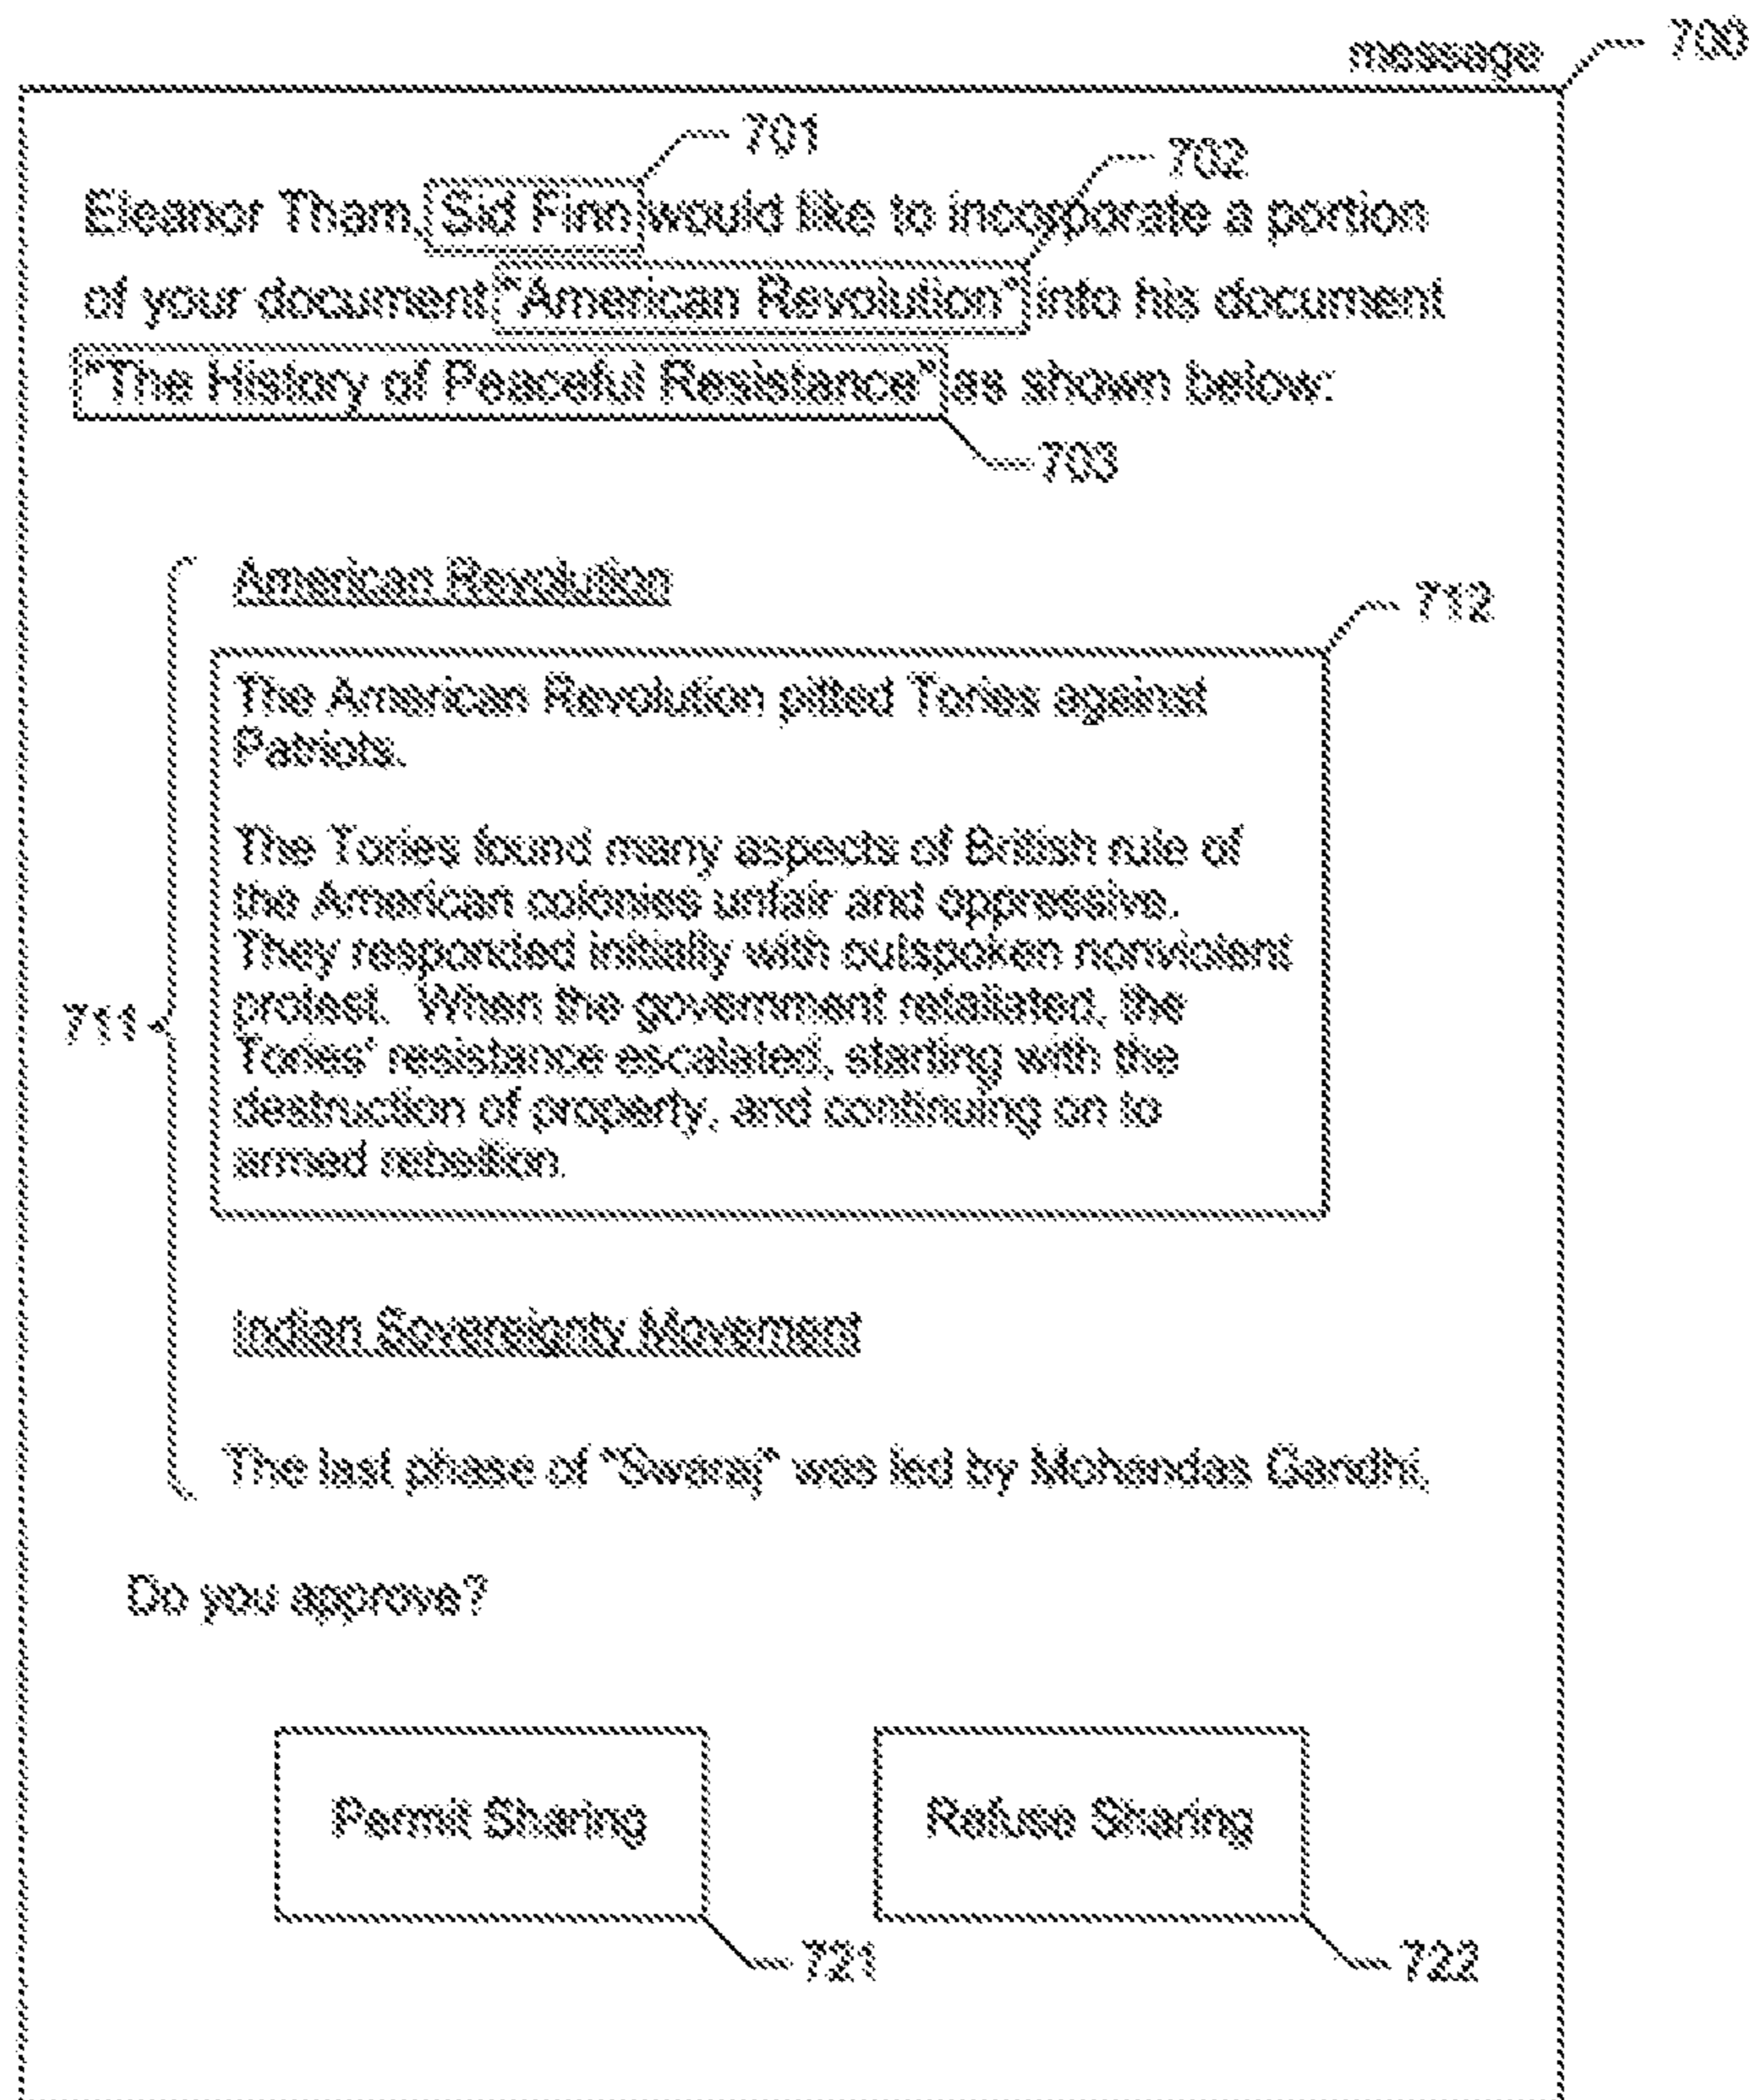 message 700
701
702
Eleanor Tham, Sid Finn would like to incorporate a portion
of your document "American Revolution" into his document
"The History of Peaceful Resistance" as shown below:
703
American Revolution
712
The American Revolution pitted Tories against
Patriots.
The Tories found many aspects of British rule of
the American colonies unfair and oppressive.
They responded initially with outspoken nonviolent
protest. When the government retaliated, the
711
Tories' resistance escalated, starting with the
destruction of property, and continuing on to
armed rebellion.
Indian Sovereignty Movement
The last phase of "Swaraj" was led by Mohandas Gandhi,
Do you approve?
Permit Sharing Refuse Sharing
721 722